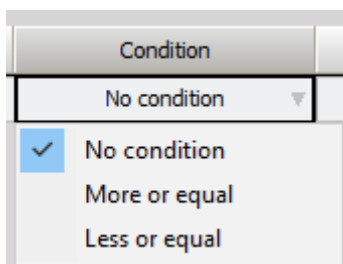 Condition
No condition
No condition
More or equal
Less or equal